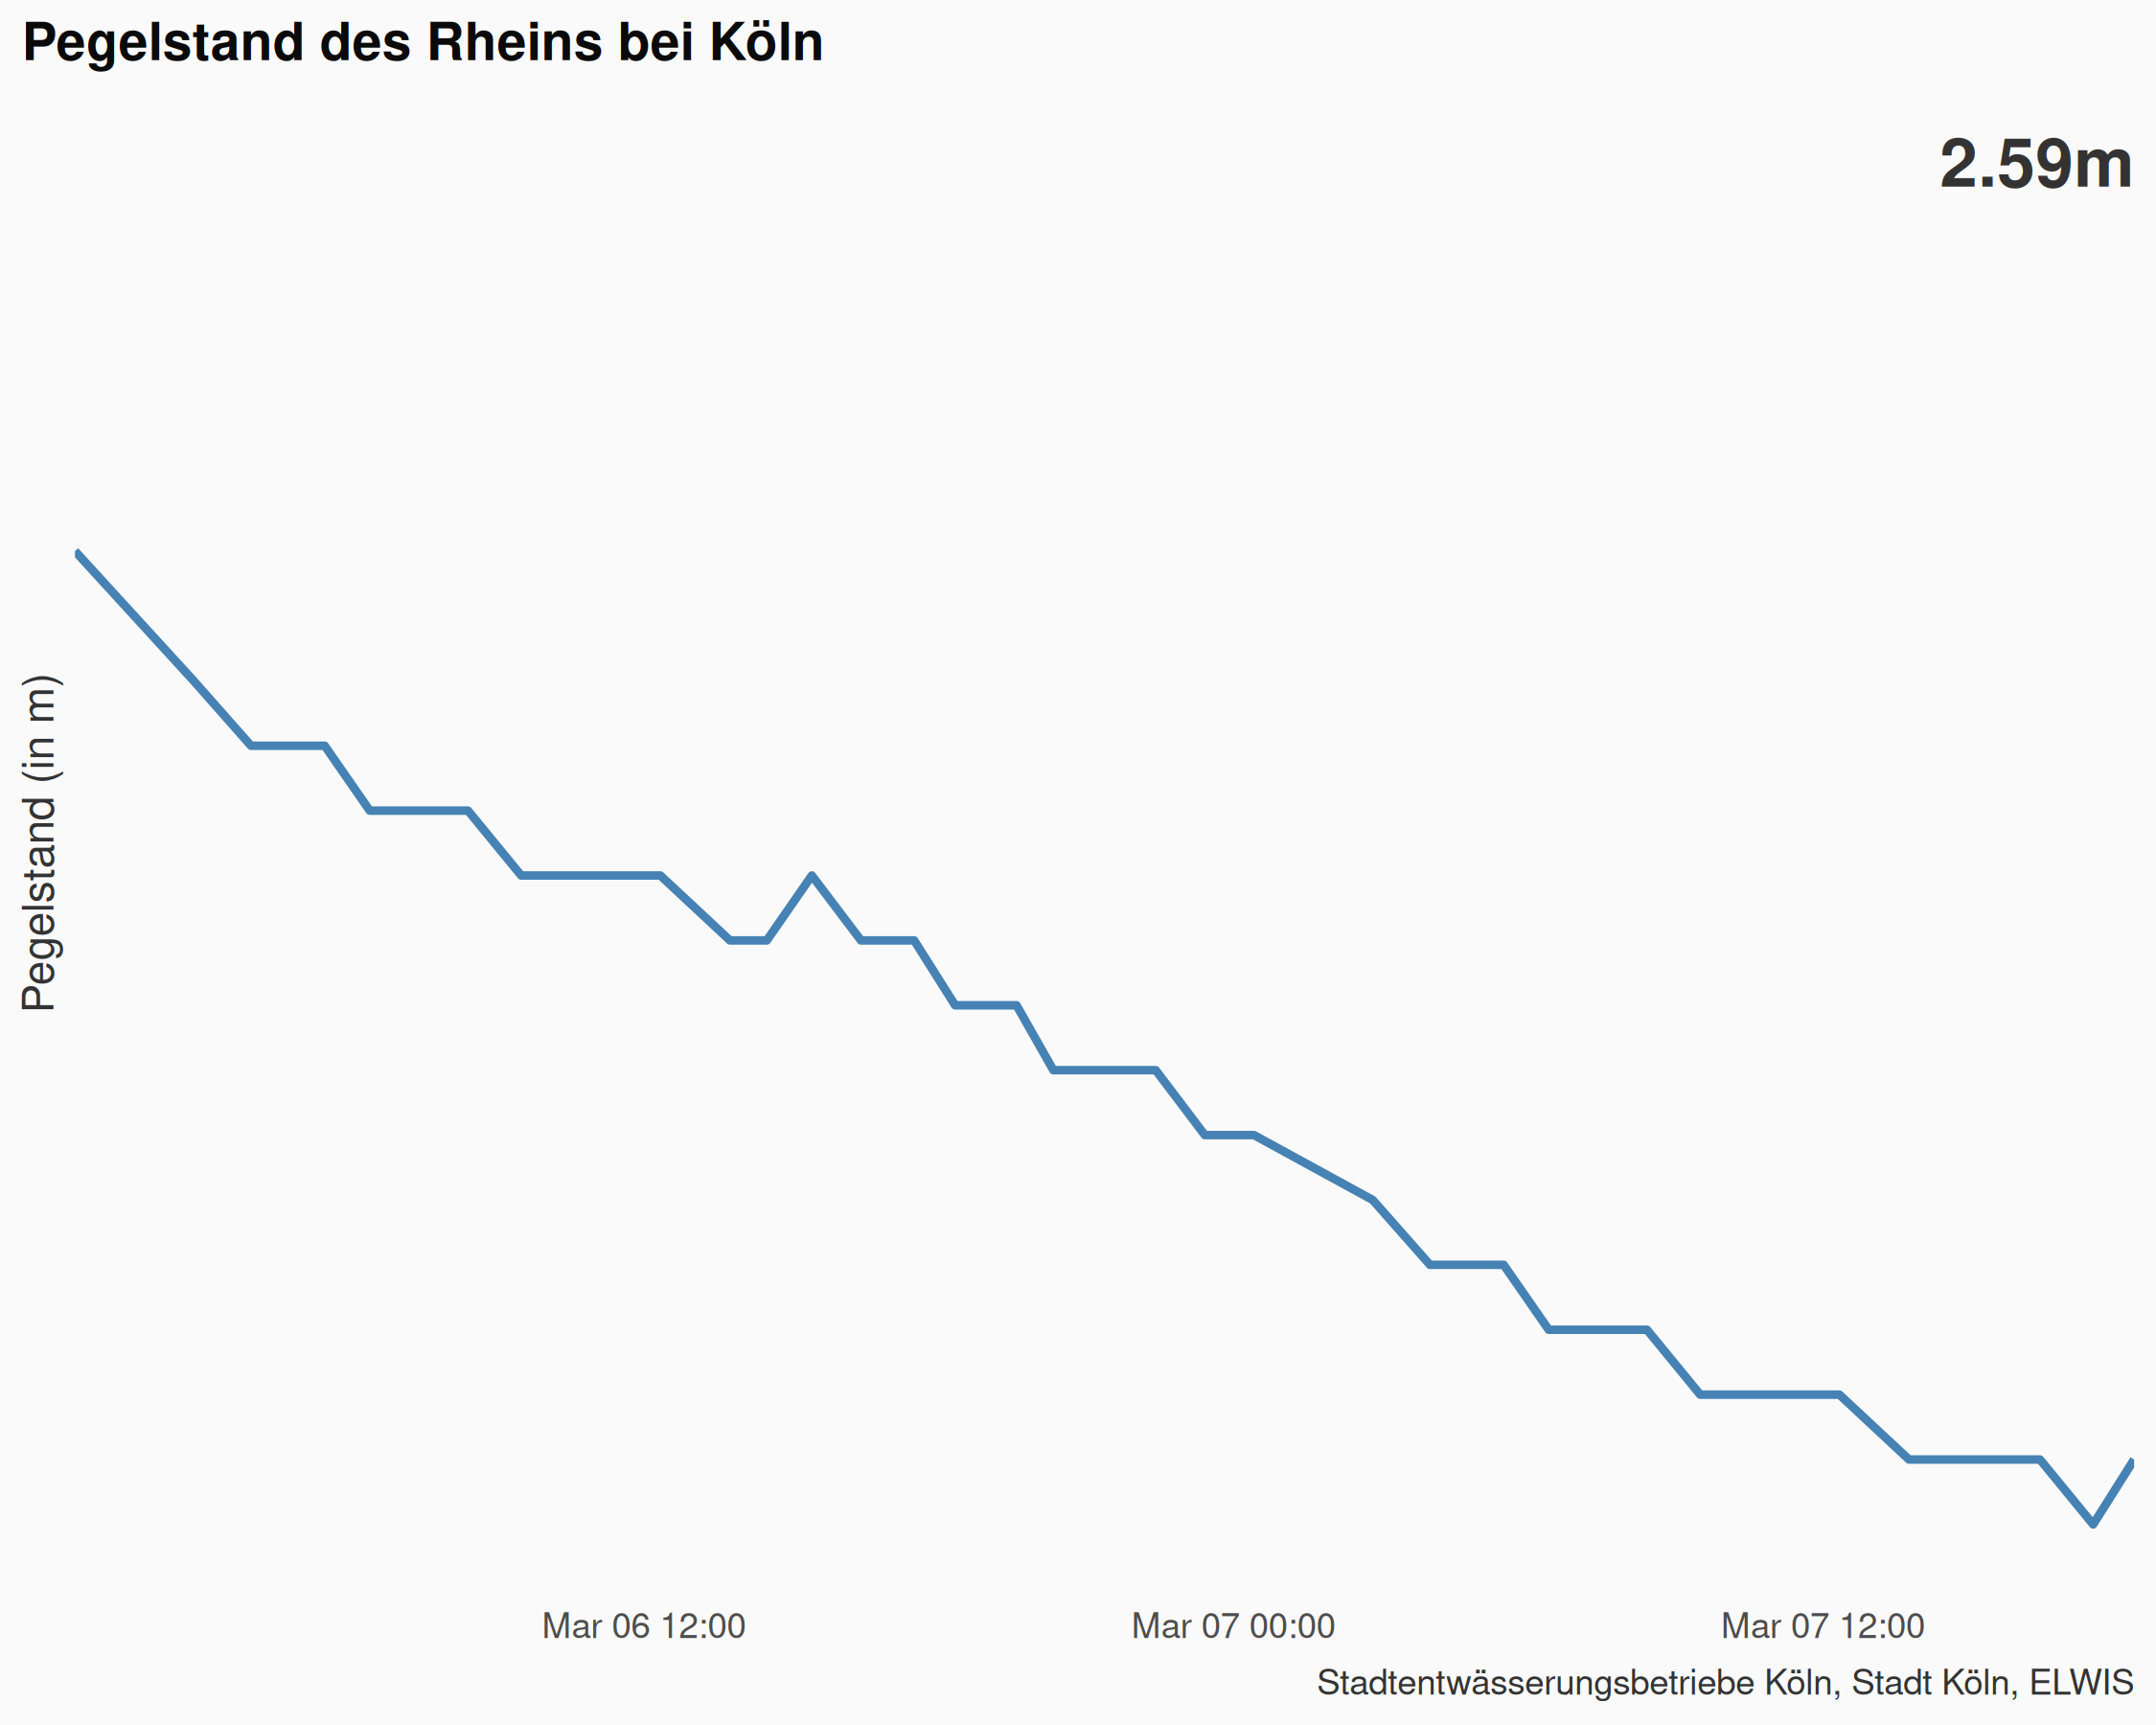 Pegelstand des Rheins bei Köln
2.59m
Pegelstand (in m)
Mar 06 12:00
Mar 07 00:00
Mar 07 12:00
Stadtentwässerungsbetriebe Köln, Stadt Köln, ELWIS